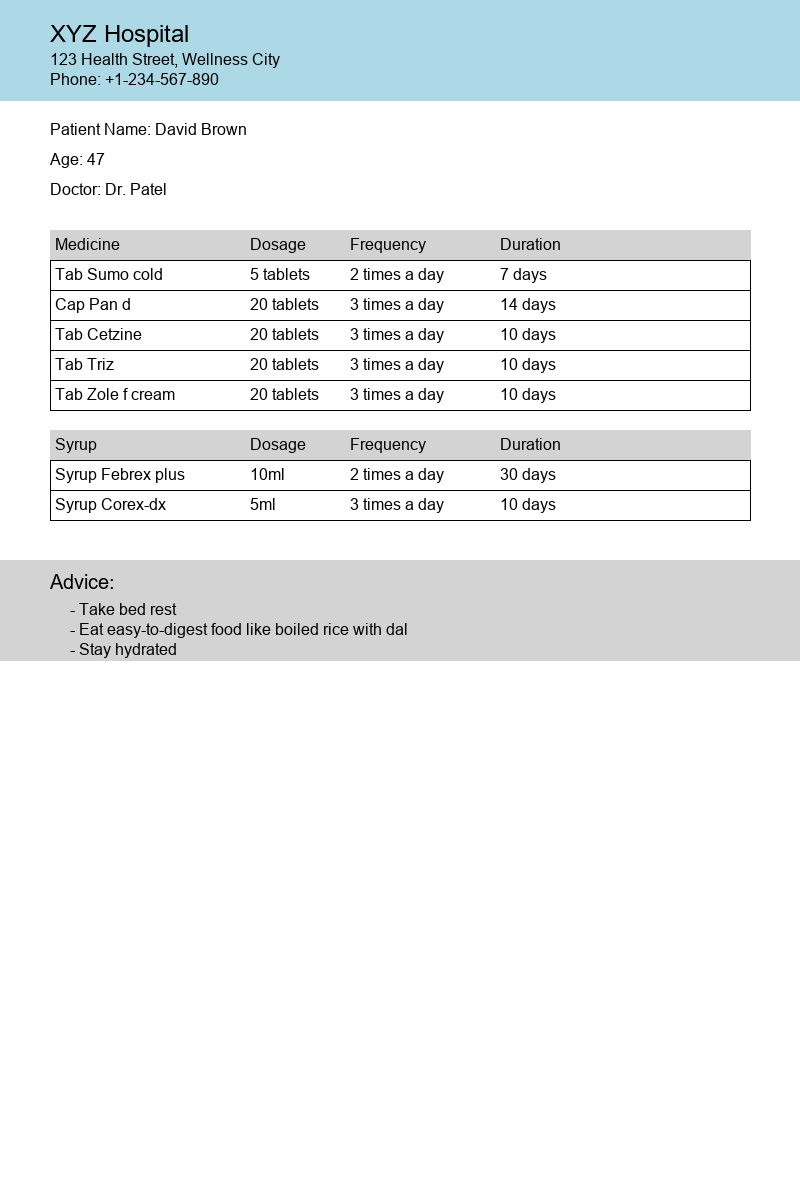 XYZ Hospital
123 Health Street, Wellness City
Phone: +1-234-567-890
Patient Name: David Brown
Age: 47
Doctor: Dr. Patel
Medicine Dosage Frequency Duration
Tab Sumo cold 5 tablets 2 times a day 7 days
Cap Pan d 20 tablets 3 times a day 14 days
Tab Cetzine 20 tablets 3 times a day 10 days
Tab Triz 20 tablets 3 times a day 10 days
Tab Zole f cream 20 tablets 3 times a day 10 days
Syrup Dosage Frequency Duration
Syrup Febrex plus 10ml 2 times a day 30 days
Syrup Corex-dx 5ml 3 times a day 10 days
Advice:
- Take bed rest
- Eat easy-to-digest food like boiled rice with dal
- Stay hydrated